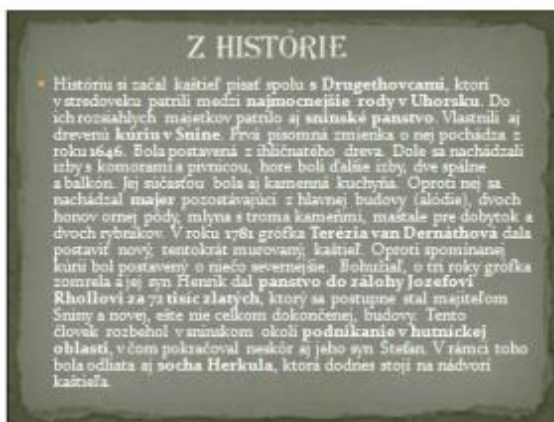 Z HISTÓRIE
Históriu si začal kaštieľ písať spolu s Drugethovcami, ktorí
v stredoveku patrili medzi najmocnejšie rody v Uhorsku. Do
ich rozsiahlych majetkov patrilo aj sninské panstvo. Vlastnili aj
drevenú kúriu v Snine. Prvá písomná zmienka o nej pochádza z
roku 1646. Bola postavená z ihličnatého dreva. Dole sa nachádzali
izby s komorami a pivnicou, hore boli ďalšie izby, dve spálne
a balkón. Jej súčasťou bola aj kamenná kuchyňa. Oproti nej sa
nachádzal majer pozostávajúci z hlavnej budovy (alódie), dvoch
honov ornej pôdy, mlyna s troma kameňmi, maštale pre dobytok a
dvoch rybníkov. V roku 1781 grófka Terézia van Dernáthová dala
postaviť nový, tentokrát murovaný, kaštieľ. Oproti spomínanej
kúrii bol postavený o niečo severnejšie. Bohužiaľ, o tri roky grófka
zomrela a jej syn Henrik dal panstvo do zálohy Jozefovi
Rhollovi za 72 tisíc zlatých, ktorý sa postupne stal majiteľom
Sniny a novej, ešte nie celkom dokončenej, budovy. Tento
človek rozbehol v sninskom okolí podnikanie v hutníckej
oblasti, v čom pokračoval neskôr aj jeho syn Štefan. V rámci toho
bola odliata aj socha Herkula, ktorá dodnes stojí na nádvorí
kaštieľa.